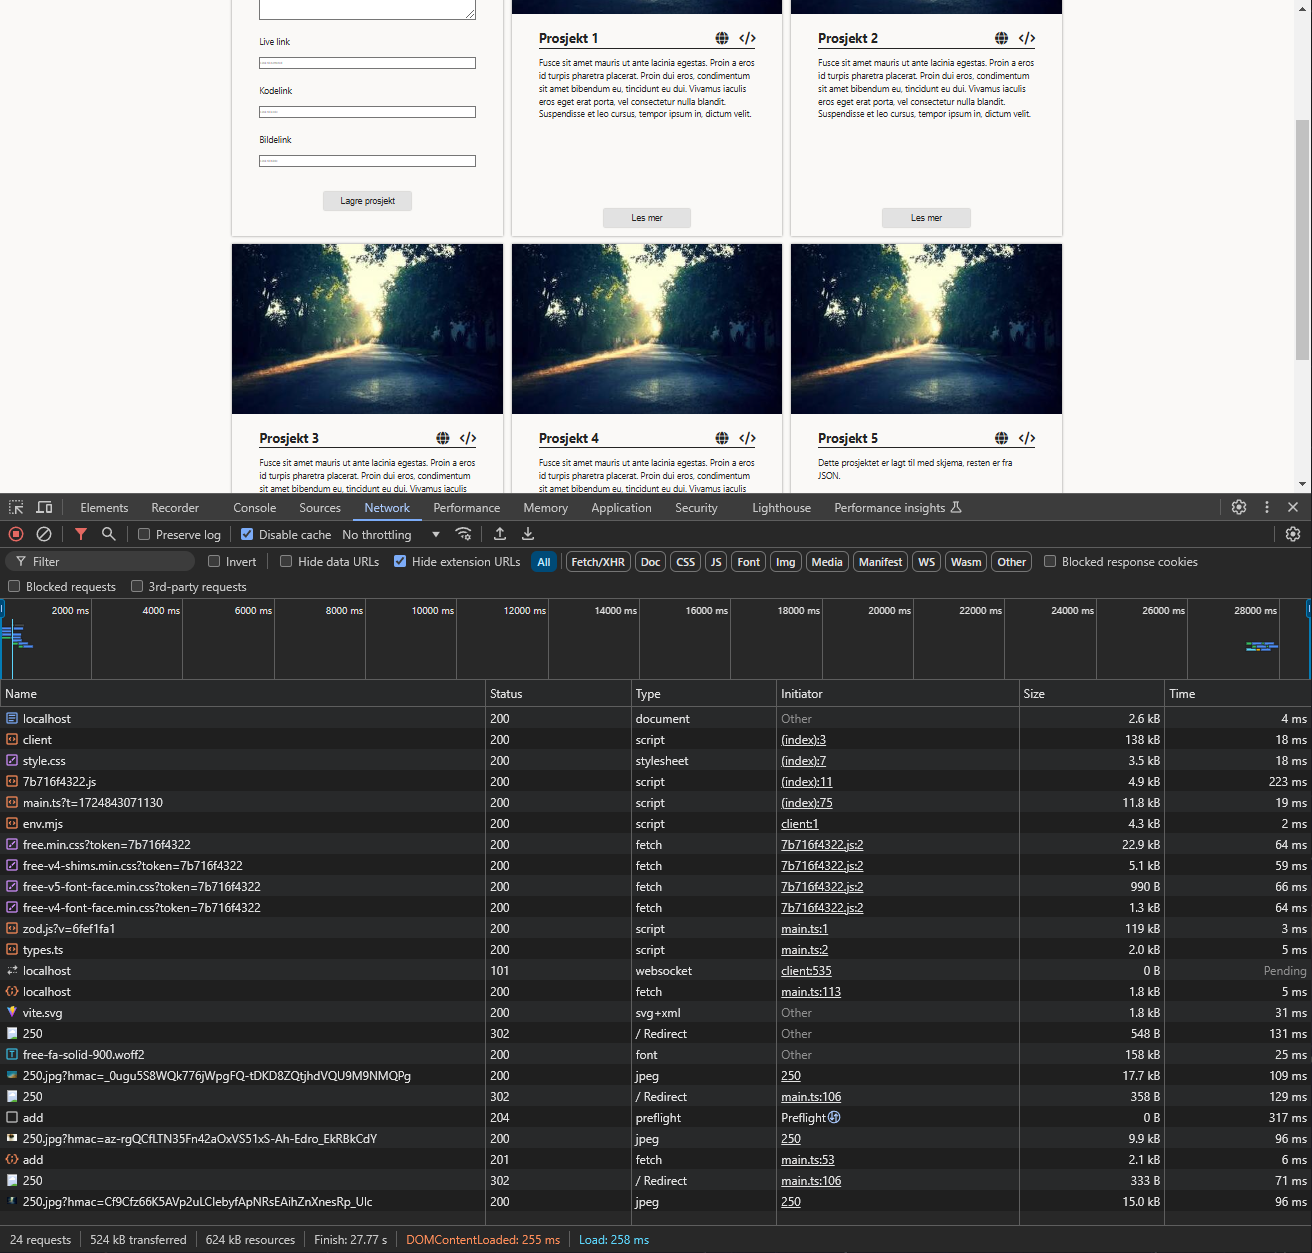 Live link
Kodelink
Bildelink
Lagre prosjekt
Prosjekt 1
Fusce sit amet mauris ut ante lacinia egestas. Proin a eros
id turpis pharetra placerat. Proin dui eros, condimentum
sit amet bibendum eu, tincidunt eu dui. Vivamus iaculis
eros eget erat porta, vel consectetur nulla blandit.
Suspendisse et leo cursus, tempor ipsum in, dictum velit.
Les mer
Prosjekt 2
Fusce sit amet mauris ut ante lacinia egestas. Proin a eros
id turpis pharetra placerat. Proin dui eros, condimentum
sit amet bibendum eu, tincidunt eu dui. Vivamus iaculis
eros eget erat porta, vel consectetur nulla blandit.
Suspendisse et leo cursus, tempor ipsum in, dictum velit.
Les mer
Prosjekt 3
Fusce sit amet mauris ut ante lacinia egestas. Proin a eros
id turpis pharetra placerat. Proin dui eros, condimentum
sit amet bibendum eu, tincidunt eu dui. Vivamus iaculis
Prosjekt 4
Fusce sit amet mauris ut ante lacinia egestas. Proin a eros
id turpis pharetra placerat. Proin dui eros, condimentum
sit amet bibendum eu, tincidunt eu dui. Vivamus iaculis
Prosjekt 5
Dette prosjektet er lagt til med skjema, resten er fra
JSON.
Elements Recorder Console Sources Network Performance Memory Application Security Lighthouse Performance insights
Preserve log Disable cache No throttling
Filter Invert Hide data URLs Hide extension URLs All Fetch/XHR Doc CSS JS Font Img Media Manifest WS Wasm Other Blocked response cookies
Blocked requests 3rd-party requests
2000 ms 4000 ms 6000 ms 8000 ms 10000 ms 12000 ms 14000 ms 16000 ms 18000 ms 20000 ms 22000 ms 24000 ms 26000 ms 28000 ms
Name Status Type Initiator Size Time
localhost 200 document Other 2.6 kB 4 ms
client 200 script (index):3 138 kB 18 ms
style.css 200 stylesheet (index):7 3.5 kB 18 ms
7b716f4322.js 200 script (index):11 4.9 kB 223 ms
main.ts?t=1724843071130 200 script (index):75 11.8 kB 19 ms
env.mjs 200 script client:1 4.3 kB 2 ms
free.min.css?token=7b716f4322 200 fetch 7b716f4322.js:2 22.9 kB 64 ms
free-v4-shims.min.css?token=7b716f4322 200 fetch 7b716f4322.js:2 5.1 kB 59 ms
free-v5-font-face.min.css?token=7b716f4322 200 fetch 7b716f4322.js:2 990 B 66 ms
free-v4-font-face.min.css?token=7b716f4322 200 fetch 7b716f4322.js:2 1.3 kB 64 ms
zod.js?v=6fef1fa1 200 script main.ts:1 119 kB 3 ms
types.ts 200 script main.ts:2 2.0 kB 5 ms
localhost 101 websocket client:535 0 B Pending
localhost 200 fetch main.ts:113 1.8 kB 5 ms
vite.svg 200 svg+xml Other 1.8 kB 31 ms
250 302 / Redirect Other 548 B 131 ms
free-fa-solid-900.woff2 200 font Other 158 kB 25 ms
250.jpg?hmac=_0ugu5S8WQk776jWpgFQ-tDKD8ZQtjhdVQU9M9NMQPg 200 jpeg 250 17.7 kB 109 ms
250 302 / Redirect main.ts:106 358 B 129 ms
add 204 preflight Preflight 0 B 317 ms
250.jpg?hmac=az-rgQCfLTN35Fn42aOxVS51xS-Ah-Edro_EkRBkCdY 200 jpeg 250 9.9 kB 96 ms
add 201 fetch main.ts:53 2.1 kB 6 ms
250 302 / Redirect main.ts:106 333 B 71 ms
250.jpg?hmac=Cf9Cfz66K5AVp2uLCIebyfApNRsEAihZnXnesRp_Ulc 200 jpeg 250 15.0 kB 96 ms
24 requests 524 kB transferred 624 kB resources Finish: 27.77 s DOMContentLoaded: 255 ms Load: 258 ms